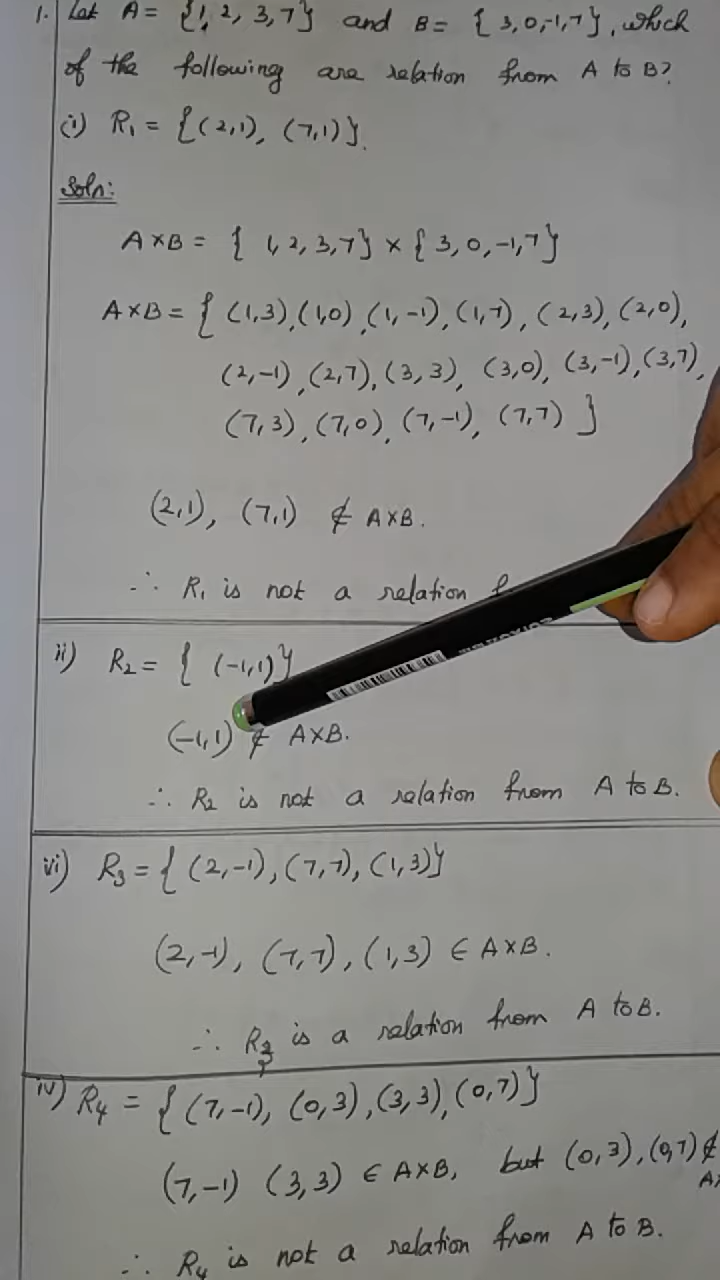 1. Let A = {1, 2, 3, 7} and B = {3, 0, -1, 7}, which
of the following are relation from A to B?
(i) R₁ = {(2,1), (7,1)}.
Soln:
A×B = {1, 2, 3, 7} × {3, 0, -1, 7}
A×B = {(1,3), (1,0), (1,-1), (1,7), (2,3), (2,0),
(2,-1), (2,7), (3,3), (3,0), (3,-1), (3,7),
(7,3), (7,0), (7,-1), (7,7)}
(2,1), (7,1) ∉ A×B.
∴ R₁ is not a relation
ii) R₂ = {(-1,1)}
(-1,1) ∉ A×B.
∴ R₂ is not a relation from A to B.
vi) R₃ = {(2,-1), (7,7), (1,3)}
(2,-1), (7,7), (1,3) ∈ A×B.
∴ R₃ is a relation from A to B.
iv) R₄ = {(7,-1), (0,3), (3,3), (0,7)}
(7,-1) (3,3) ∈ A×B, but (0,3), (0,7) ∉
A×
∴ R₄ is not a relation from A to B.